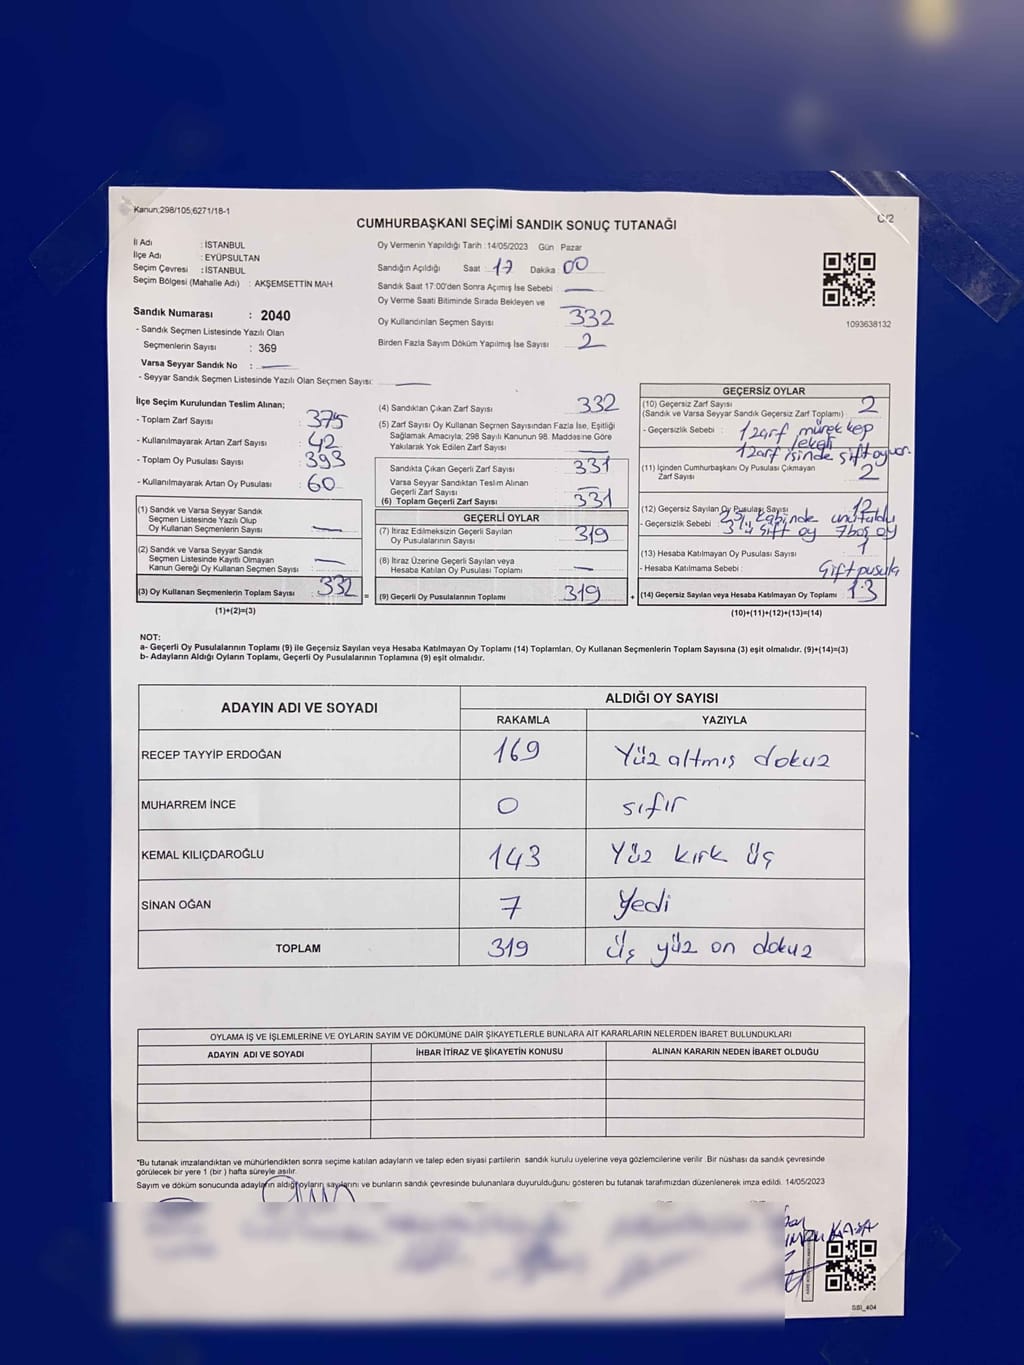 Kanun;298/105;6271/18-1
CUMHURBAŞKANI SEÇİMİ SANDIK SONUÇ TUTANAĞI
C/2
İl Adı : İSTANBUL
İlçe Adı : EYÜPSULTAN
Seçim Çevresi : İSTANBUL
Seçim Bölgesi (Mahalle Adı) : AKŞEMSETTİN MAH
Sandık Numarası : 2040
- Sandık Seçmen Listesinde Yazılı Olan
Seçmenlerin Sayısı : 369
Varsa Seyyar Sandık No :
- Seyyar Sandık Seçmen Listesinde Yazılı Olan Seçmen Sayısı:
Oy Vermenin Yapıldığı Tarih :14/05/2023 Gün : Pazar
Sandığın Açıldığı Saat : 17 Dakika : 00
Sandık Saat 17:00'den Sonra Açımış İse Sebebi :
Oy Verme Saati Bitiminde Sırada Bekleyen ve
Oy Kullandırılan Seçmen Sayısı 332
Birden Fazla Sayım Döküm Yapılmış İse Sayısı 2
1093638132
İlçe Seçim Kurulundan Teslim Alınan;
- Toplam Zarf Sayısı 375
- Kullanılmayarak Artan Zarf Sayısı 42
- Toplam Oy Pusulası Sayısı 393
- Kullanılmayarak Artan Oy Pusulası 60
(1) Sandık ve Varsa Seyyar Sandık
Seçmen Listesinde Yazılı Olup
Oy Kullanan Seçmenlerin Sayısı
(2) Sandık ve Varsa Seyyar Sandık
Seçmen Listesinde Kayıtlı Olmayan
Kanun Gereği Oy Kullanan Seçmen Sayısı
(3) Oy Kullanan Seçmenlerin Toplam Sayısı 332 =
(1)+(2)=(3)
(4) Sandıktan Çıkan Zarf Sayısı 332
(5) Zarf Sayısı Oy Kullanan Seçmen Sayısından Fazla İse, Eşitliği
Sağlamak Amacıyla; 298 Sayılı Kanunun 98. Maddesine Göre
Yakılarak Yok Edilen Zarf Sayısı
Sandıkta Çıkan Geçerli Zarf Sayısı 331
Varsa Seyyar Sandıktan Teslim Alınan
Geçerli Zarf Sayısı
(6) Toplam Geçerli Zarf Sayısı 331
GEÇERLİ OYLAR
(7) İtiraz Edilmeksizin Geçerli Sayılan
Oy Pusulalarının Sayısı 319
(8) İtiraz Üzerine Geçerli Sayılan veya
Hesaba Katılan Oy Pusulası Toplamı
(9) Geçerli Oy Pusulalarının Toplamı 319 +
GEÇERSİZ OYLAR
(10) Geçersiz Zarf Sayısı 2
(Sandık ve Varsa Seyyar Sandık Geçersiz Zarf Toplamı)
- Geçersizlik Sebebi : 1 zarf mürekkep
lekeli
1 zarf isinde sift oy var.
(11) İçinden Cumhurbaşkanı Oy Pusulası Çıkmayan
Zarf Sayısı 2
(12) Geçersiz Sayılan Oy Pusulası Sayısı 12
- Geçersizlik Sebebi : kabinde unutuldu
sift oy 7 boş oy
(13) Hesaba Katılmayan Oy Pusulası Sayısı 1
- Hesaba Katılmama Sebebi : Gift pusula
(14) Geçersiz Sayılan veya Hesaba Katılmayan Oy Toplamı 13
(10)+(11)+(12)+(13)=(14)
NOT:
a- Geçerli Oy Pusulalarının Toplamı (9) ile Geçersiz Sayılan veya Hesaba Katılmayan Oy Toplamı (14) Toplamları, Oy Kullanan Seçmenlerin Toplam Sayısına (3) eşit olmalıdır. (9)+(14)=(3)
b- Adayların Aldığı Oyların Toplamı, Geçerli Oy Pusulalarının Toplamına (9) eşit olmalıdır.
ADAYIN ADI VE SOYADI ALDIĞI OY SAYISI
RAKAMLA YAZIYLA
RECEP TAYYİP ERDOĞAN 169 Yüz altmış dokuz
MUHARREM İNCE 0 sıfır
KEMAL KILIÇDAROĞLU 143 Yüz kırk üç
SİNAN OĞAN 7 Yedi
TOPLAM 319 Üç yüz on dokuz
OYLAMA İŞ VE İŞLEMLERİNE VE OYLARIN SAYIM VE DÖKÜMÜNE DAİR ŞİKAYETLERLE BUNLARA AİT KARARLARIN NELERDEN İBARET BULUNDUKLARI
ADAYIN ADI VE SOYADI İHBAR İTİRAZ VE ŞİKAYETİN KONUSU ALINAN KARARIN NEDEN İBARET OLDUĞU
*Bu tutanak imzalandıktan ve mühürlendikten sonra seçime katılan adayların ve talep eden siyasi partilerin sandık kurulu üyelerine veya gözlemcilerine verilir .Bir nüshası da sandık çevresinde
görülecek bir yere 1 (bir ) hafta süreyle asılır.
Sayım ve döküm sonucunda adayların aldığı oyların sayılarını ve bunların sandık çevresinde bulunanlara duyurulduğunu gösteren bu tutanak tarafımızdan düzenlenerek imza edildi. 14/05/2023
KAYA
SSI_404